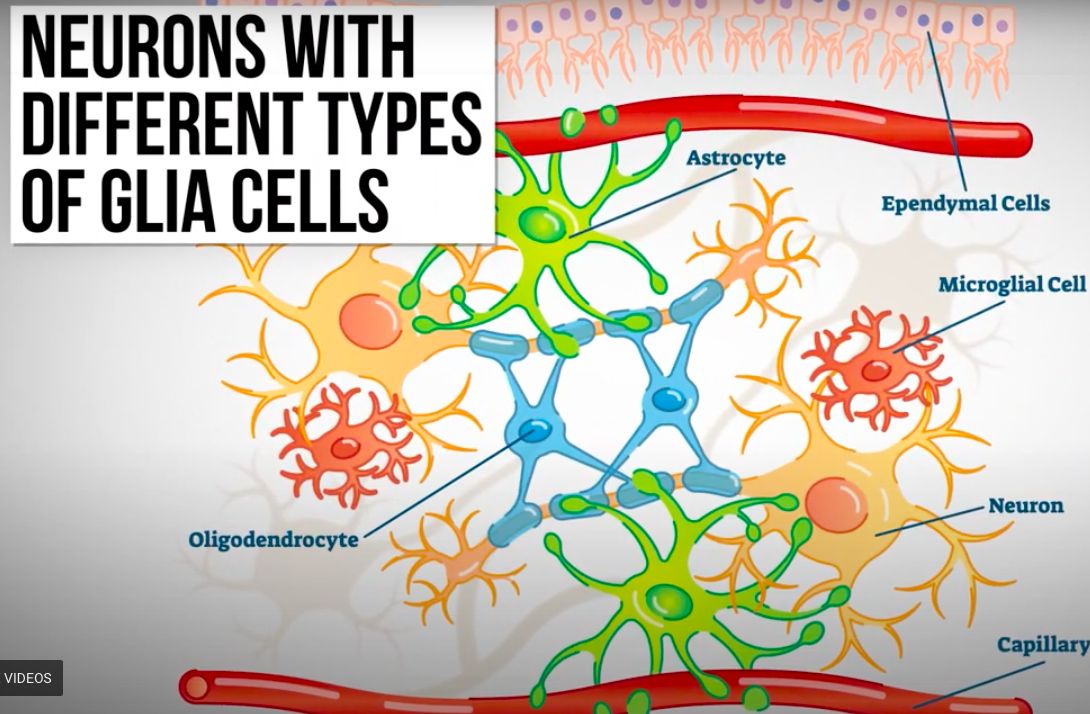 NEURONS WITH
DIFFERENT TYPES
OF GLIA CELLS
Astrocyte
Ependymal Cells
Microglial Cell
Oligodendrocyte
Neuron
Capillary
VIDEOS